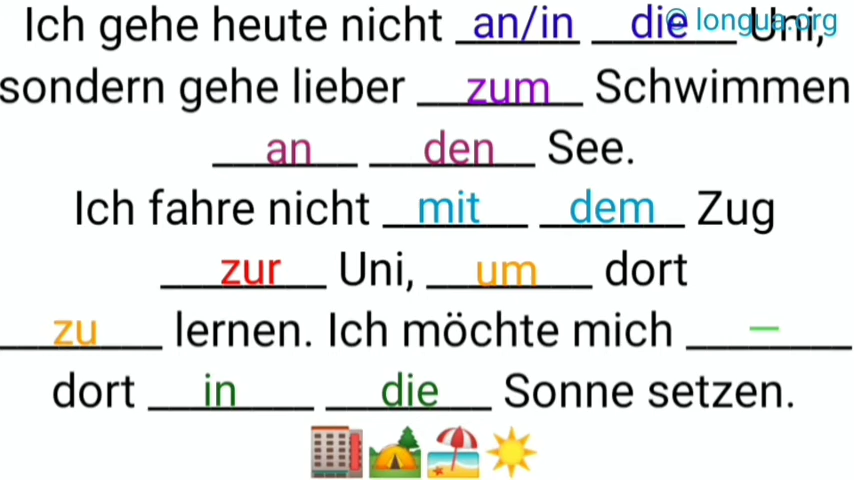 Ich gehe heute nicht an/in die Uni,
© longua.org
sondern gehe lieber zum Schwimmen
an den See.
Ich fahre nicht mit dem Zug
zur Uni, um dort
zu lernen. Ich möchte mich –
dort in die Sonne setzen.